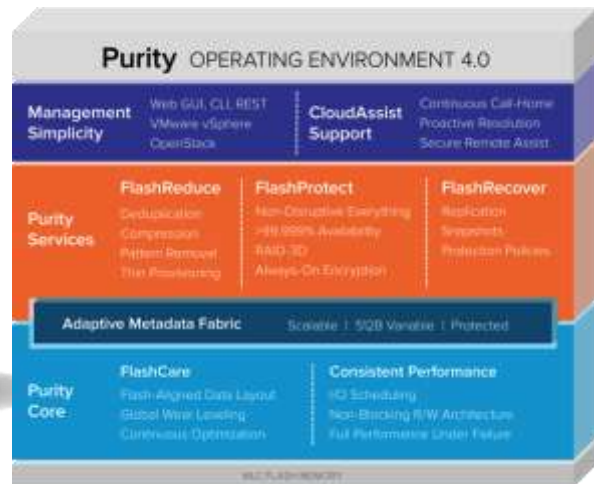 Purity OPERATING ENVIRONMENT 4.0
Management Simplicity
Web GUI, CLI, REST
VMware vSphere
OpenStack
CloudAssist Support
Continuous Call-Home
Proactive Resolution
Secure Remote Assist
Purity Services
FlashReduce
Deduplication
Compression
Pattern Removal
Thin Provisioning
FlashProtect
Non-Disruptive Everything
>99.999% Availability
RAID-3D
Always-On Encryption
FlashRecover
Replication
Snapshots
Protection Policies
Adaptive Metadata Fabric
Scalable | 512B Variable | Protected
Purity Core
FlashCare
Flash-Aligned Data Layout
Global Wear Leveling
Continuous Optimization
Consistent Performance
I/O Scheduling
Non-Blocking R/W Architecture
Full Performance Under Failure
MLC FLASH MEMORY